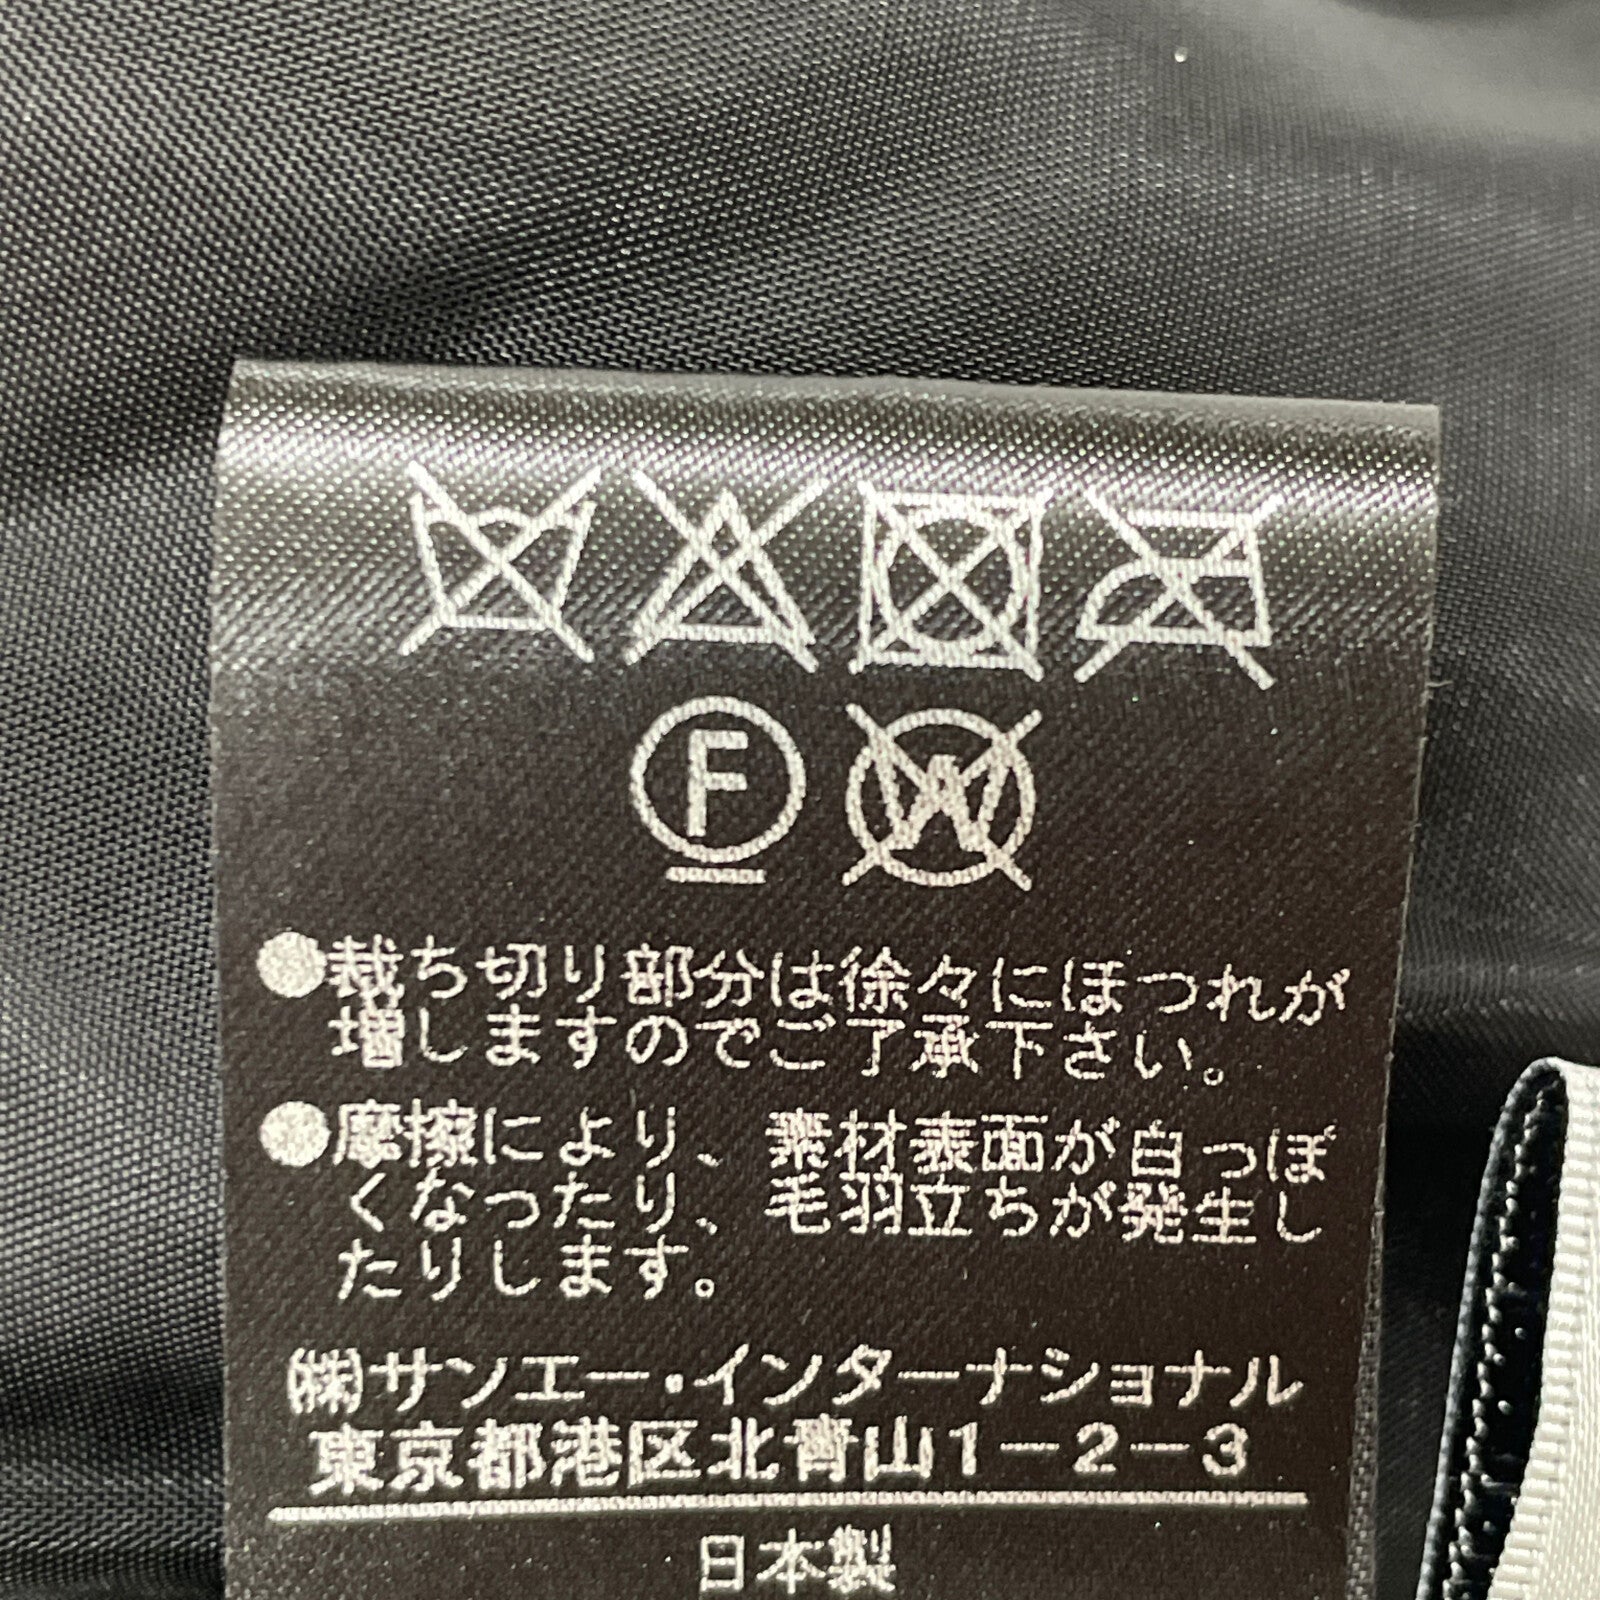 F W
●裁ち切り部分は徐々にほつれが
増しますのでご了承下さい。
●摩擦により、素材表面が白っぽ
くなったり、毛羽立ちが発生し
たりします。
㈱サンエー・インターナショナル
東京都港区北青山1-2-3
日本製